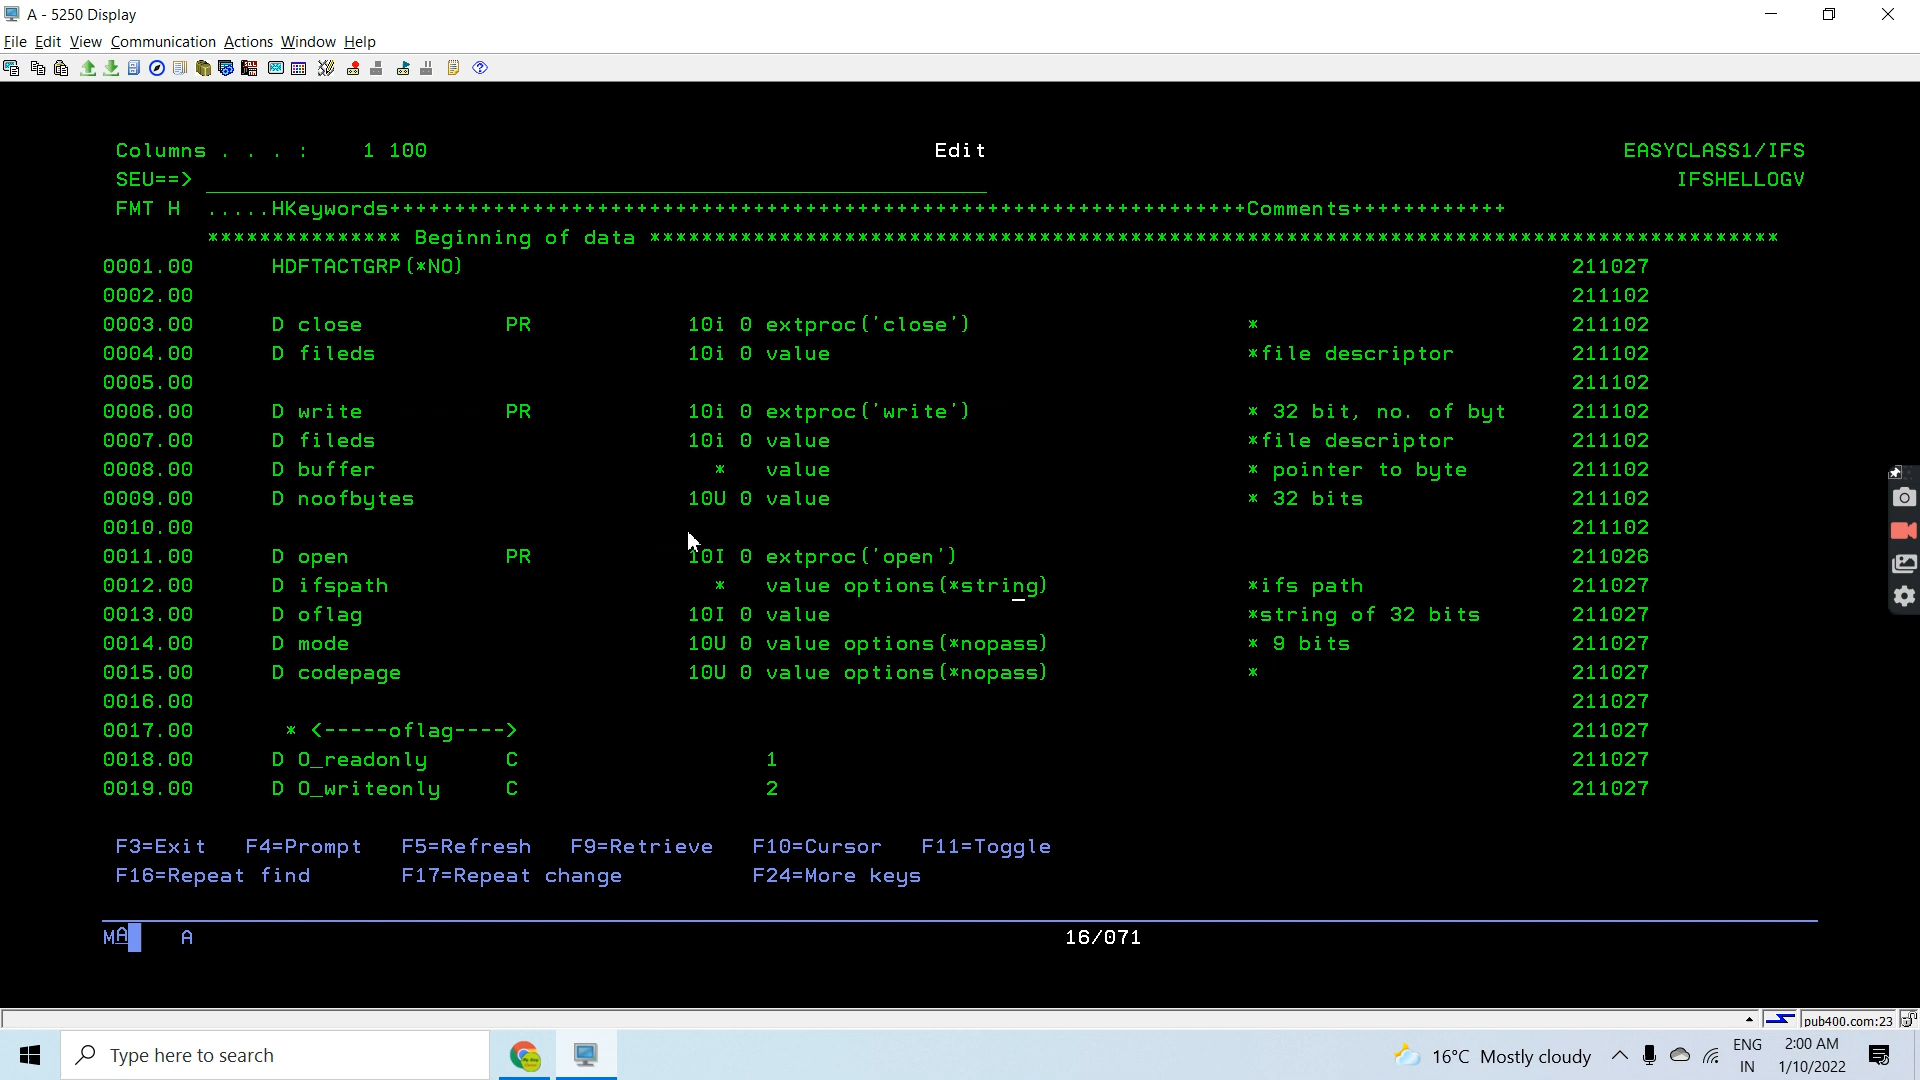 A - 5250 Display
File Edit View Communication Actions Window Help
Columns . . . :    1 100                                       Edit                                                 EASYCLASS1/IFS
SEU==>                                                                                                                  IFSHELLOGV
FMT H  .....HKeywords++++++++++++++++++++++++++++++++++++++++++++++++++++++++++++++++++Comments++++++++++++
*************** Beginning of data ***************************************************************************************
0001.00      HDFTACTGRP(*NO)                                                                                     211027
0002.00                                                                                                          211102
0003.00      D close           PR            10i 0 extproc('close')                     *                        211102
0004.00      D fileds                        10i 0 value                                *file descriptor         211102
0005.00                                                                                                          211102
0006.00      D write           PR            10i 0 extproc('write')                     * 32 bit, no. of byt     211102
0007.00      D fileds                        10i 0 value                                *file descriptor         211102
0008.00      D buffer                          *   value                                * pointer to byte        211102
0009.00      D noofbytes                     10U 0 value                                * 32 bits                211102
0010.00                                                                                                          211102
0011.00      D open            PR            10I 0 extproc('open')                                               211026
0012.00      D ifspath                         *   value options(*string)               *ifs path                211027
0013.00      D oflag                         10I 0 value                                *string of 32 bits       211027
0014.00      D mode                          10U 0 value options(*nopass)               * 9 bits                 211027
0015.00      D codepage                      10U 0 value options(*nopass)               *                        211027
0016.00                                                                                                          211027
0017.00       * <-----oflag---->                                                                                 211027
0018.00      D O_readonly      C                   1                                                             211027
0019.00      D O_writeonly     C                   2                                                             211027
F3=Exit   F4=Prompt   F5=Refresh   F9=Retrieve   F10=Cursor   F11=Toggle
F16=Repeat find       F17=Repeat change          F24=More keys
MA    A    16/071
pub400.com:23
Type here to search
16°C Mostly cloudy
ENG
IN
2:00 AM
1/10/2022